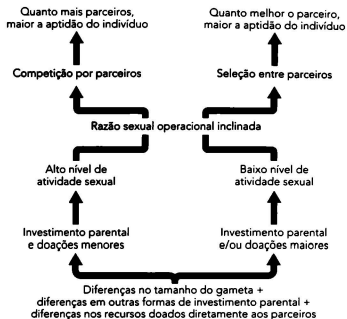 Quanto mais parceiros,
maior a aptidão do indivíduo
Quanto melhor o parceiro,
maior a aptidão do indivíduo
Competição por parceiros
Seleção entre parceiros
Razão sexual operacional inclinada
Alto nível de
atividade sexual
Baixo nível de
atividade sexual
Investimento parental
e doações menores
Investimento parental
e/ou doações maiores
Diferenças no tamanho do gameta +
diferenças em outras formas de investimento parental +
diferenças nos recursos doados diretamente aos parceiros